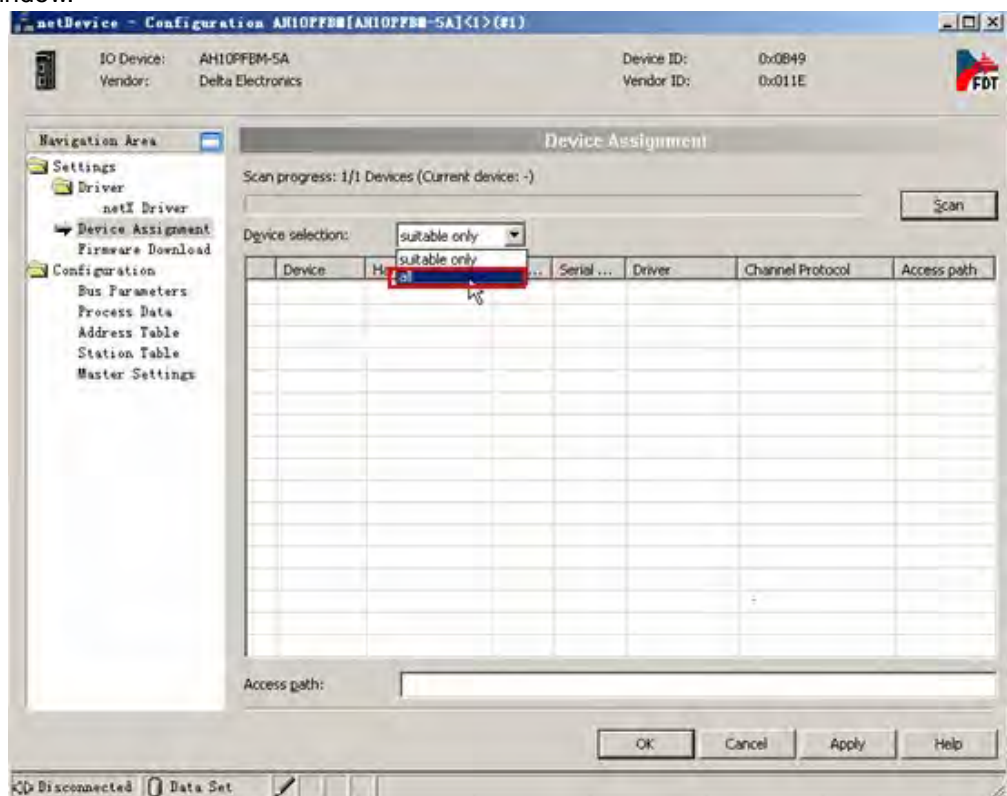 netDevice - Configuration AH10PFBM[AH10PFBM-5A]<1>(#1)
IO Device: AH10PFBM-5A Device ID: 0x0B49
Vendor: Delta Electronics Vendor ID: 0x011E
FDT
Navigation Area
Device Assignment
Settings
Driver
netX Driver
Device Assignment
Firmware Download
Configuration
Bus Parameters
Process Data
Address Table
Station Table
Master Settings
Scan progress: 1/1 Devices (Current device: -)
Scan
Device selection: suitable only
suitable only
all
Device Ha ... Serial ... Driver Channel Protocol Access path
Access path:
OK Cancel Apply Help
Disconnected Data Set